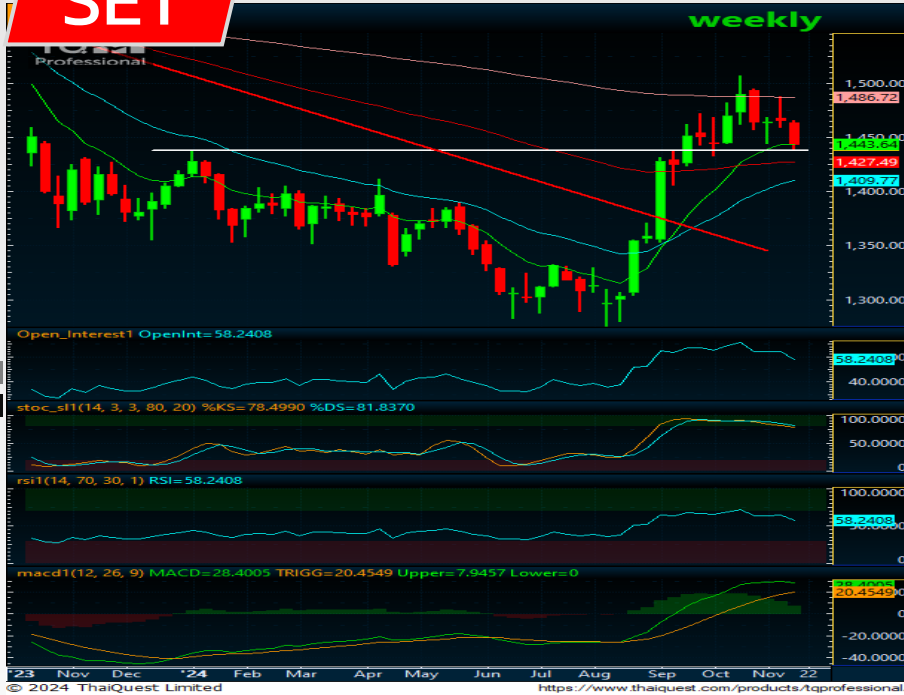 SET
weekly
Professional
1,500.00
1,486.72
1,450.00
1,443.64
1,427.49
1,400.00
1,409.77
1,350.00
1,300.00
Open_Interest1 OpenInt=58.2408
58.2408
40.0000
stoc_sl1(14, 3, 3, 80, 20) %KS=78.4990 %DS=81.8370
100.0000
50.0000
0
rsi1(14, 70, 30, 1) RSI=58.2408
100.0000
58.2408
50.0000
0
macd1(12, 26, 9) MACD=28.4005 TRIGG=20.4549 Upper=7.9457 Lower=0
28.4005
20.4549
0
-20.0000
-40.0000
'23 Nov Dec '24 Feb Mar Apr May Jun Jul Aug Sep Oct Nov 22
© 2024 ThaiQuest Limited https://www.thaiquest.com/products/tqprofessional